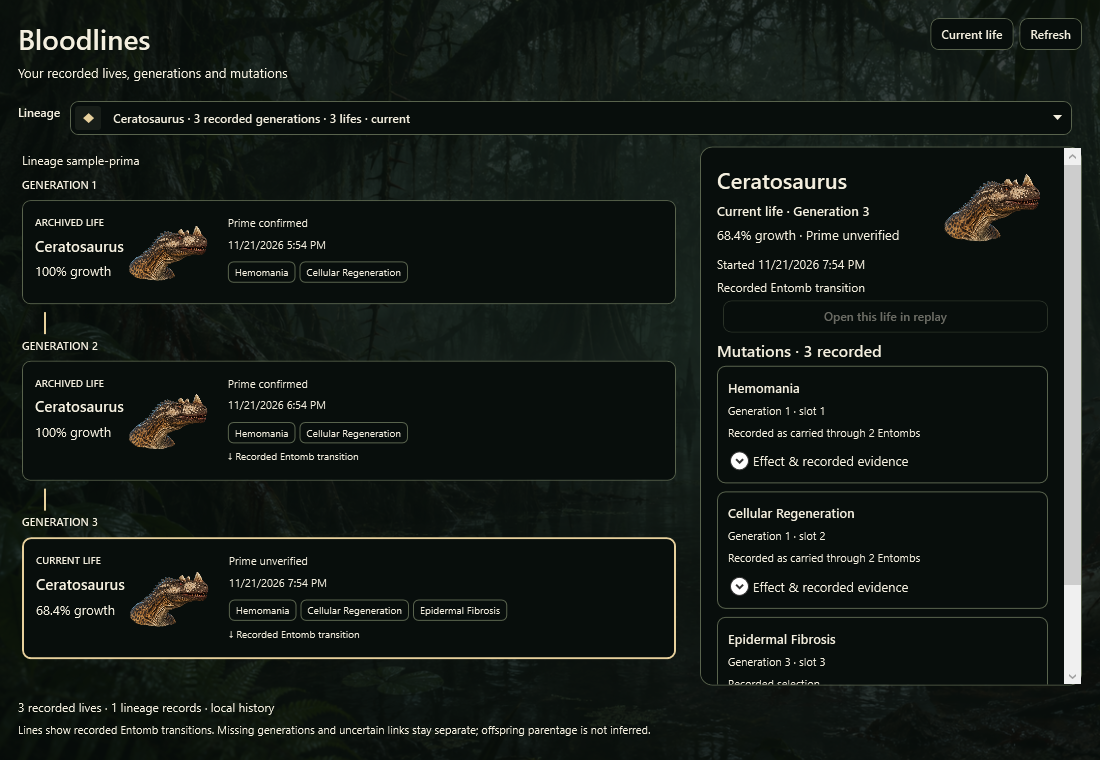 Bloodlines
Your recorded lives, generations and mutations
Current life
Refresh
Lineage
Ceratosaurus · 3 recorded generations · 3 lifes · current
Lineage sample-prima
GENERATION 1
ARCHIVED LIFE
Ceratosaurus
100% growth
Prime confirmed
11/21/2026 5:54 PM
Hemomania
Cellular Regeneration
GENERATION 2
ARCHIVED LIFE
Ceratosaurus
100% growth
Prime confirmed
11/21/2026 6:54 PM
Hemomania
Cellular Regeneration
↓ Recorded Entomb transition
GENERATION 3
CURRENT LIFE
Ceratosaurus
68.4% growth
Prime unverified
11/21/2026 7:54 PM
Hemomania
Cellular Regeneration
Epidermal Fibrosis
↓ Recorded Entomb transition
Ceratosaurus
Current life · Generation 3
68.4% growth · Prime unverified
Started 11/21/2026 7:54 PM
Recorded Entomb transition
Open this life in replay
Mutations · 3 recorded
Hemomania
Generation 1 · slot 1
Recorded as carried through 2 Entombs
Effect & recorded evidence
Cellular Regeneration
Generation 1 · slot 2
Recorded as carried through 2 Entombs
Effect & recorded evidence
Epidermal Fibrosis
Generation 3 · slot 3
Recorded selection
3 recorded lives · 1 lineage records · local history
Lines show recorded Entomb transitions. Missing generations and uncertain links stay separate; offspring parentage is not inferred.